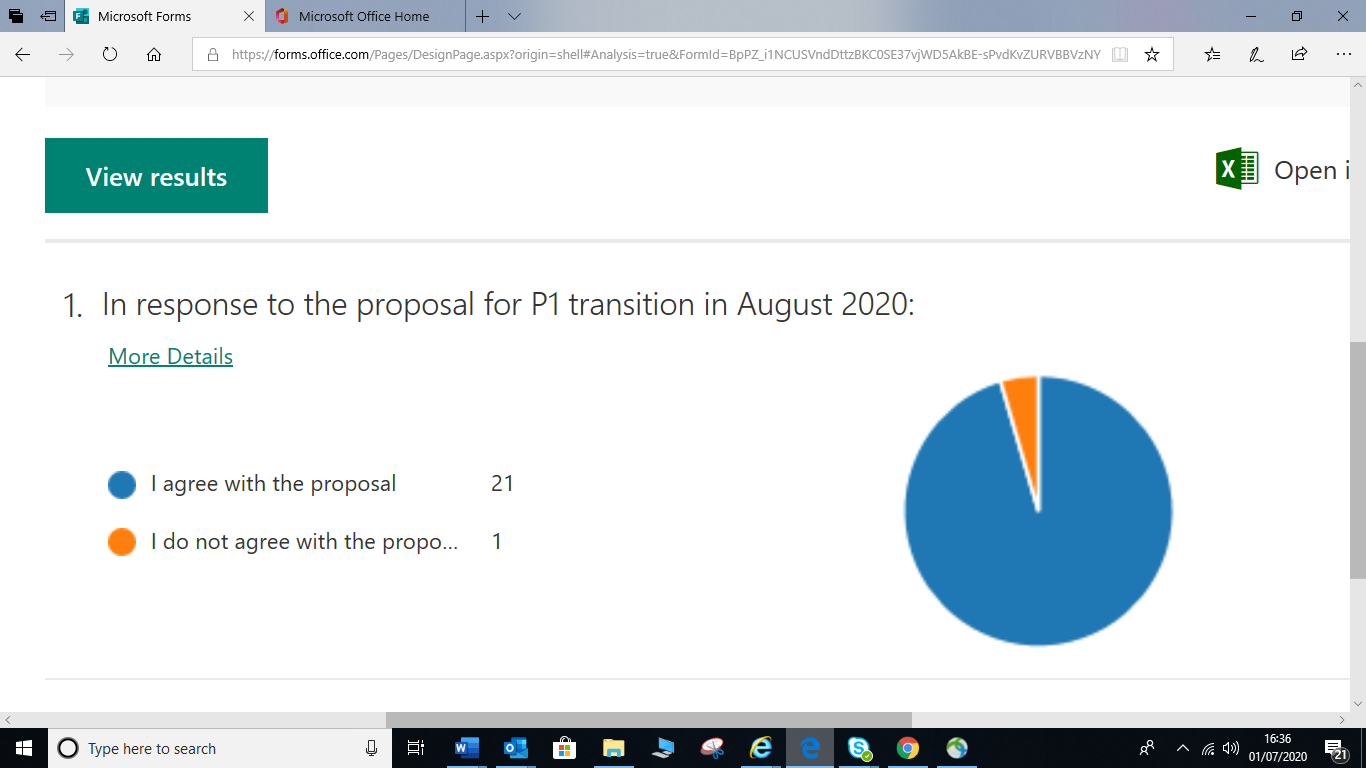 Microsoft Forms
Microsoft Office Home
https://forms.office.com/Pages/DesignPage.aspx?origin=shell#Analysis=true&FormId=BpPZ_i1NCUSVndDttzBKC0SE37vjWD5AkBE-sPvdKvZURVBBVzNY
View results
Open i
1. In response to the proposal for P1 transition in August 2020:
More Details
I agree with the proposal 21
I do not agree with the propo... 1
Type here to search
16:36
01/07/2020
21